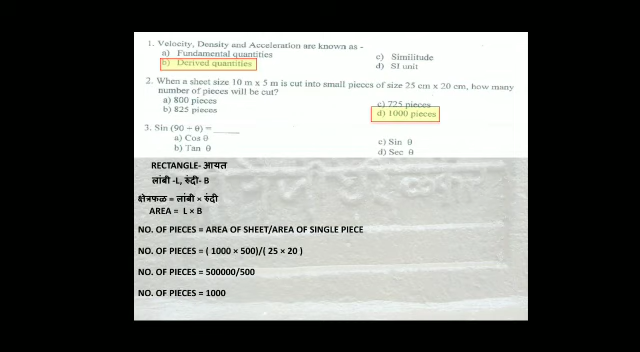 1. Velocity, Density and Acceleration are known as -
a) Fundamental quantities
c) Similitude
b) Derived quantities
d) SI unit
2. When a sheet size 10 m x 5 m is cut into small pieces of size 25 cm x 20 cm, how many
number of pieces will be cut?
a) 800 pieces
c) 725 pieces
b) 825 pieces
d) 1000 pieces
3. Sin (90 - θ) = _____
a) Cos θ
c) Sin θ
b) Tan θ
d) Sec θ
RECTANGLE- आयत
लांबी -L, रुंदी- B
क्षेत्रफळ = लांबी × रुंदी
AREA = L × B
NO. OF PIECES = AREA OF SHEET/AREA OF SINGLE PIECE
NO. OF PIECES = ( 1000 × 500)/( 25 × 20 )
NO. OF PIECES = 500000/500
NO. OF PIECES = 1000